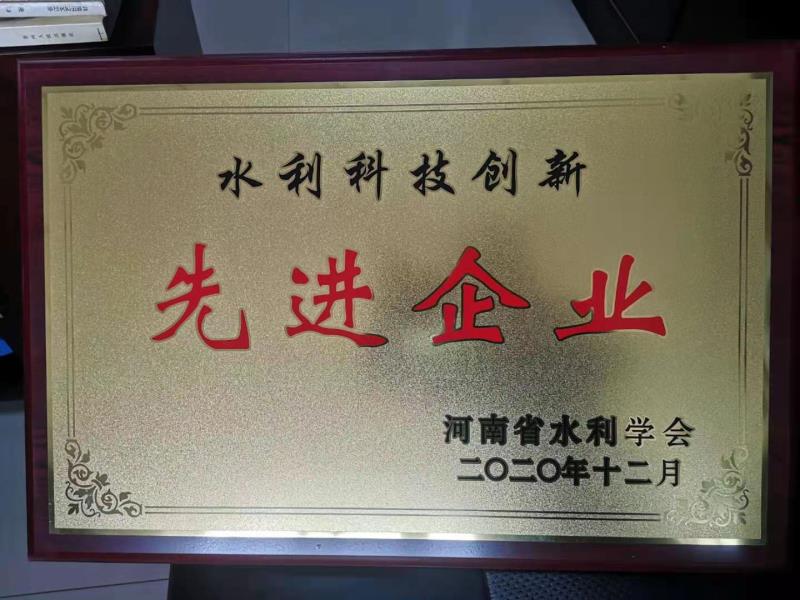 水利科技创新
先进企业
河南省水利学会
二〇二〇年十二月